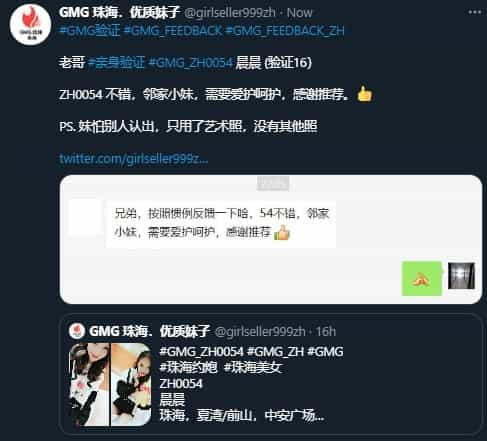 GMG 珠海．优质妹子 @girlseller999zh · Now
#GMG验证 #GMG_FEEDBACK #GMG_FEEDBACK_ZH
老哥 #亲身验证 #GMG_ZH0054 晨晨 (验证16)
ZH0054 不错，邻家小妹，需要爱护呵护，感谢推荐。👍
PS. 妹怕别人认出，只用了艺术照，没有其他照
twitter.com/girlseller999z...
兄弟，按照惯例反馈一下哈，54不错，邻家
小妹，需要爱护呵护，感谢推荐 👍
GMG 珠海．优质妹子 @girlseller999zh · 16h
#GMG_ZH0054 #GMG_ZH #GMG
#珠海约炮 #珠海美女
ZH0054
晨晨
珠海，夏湾/前山，中安广场...